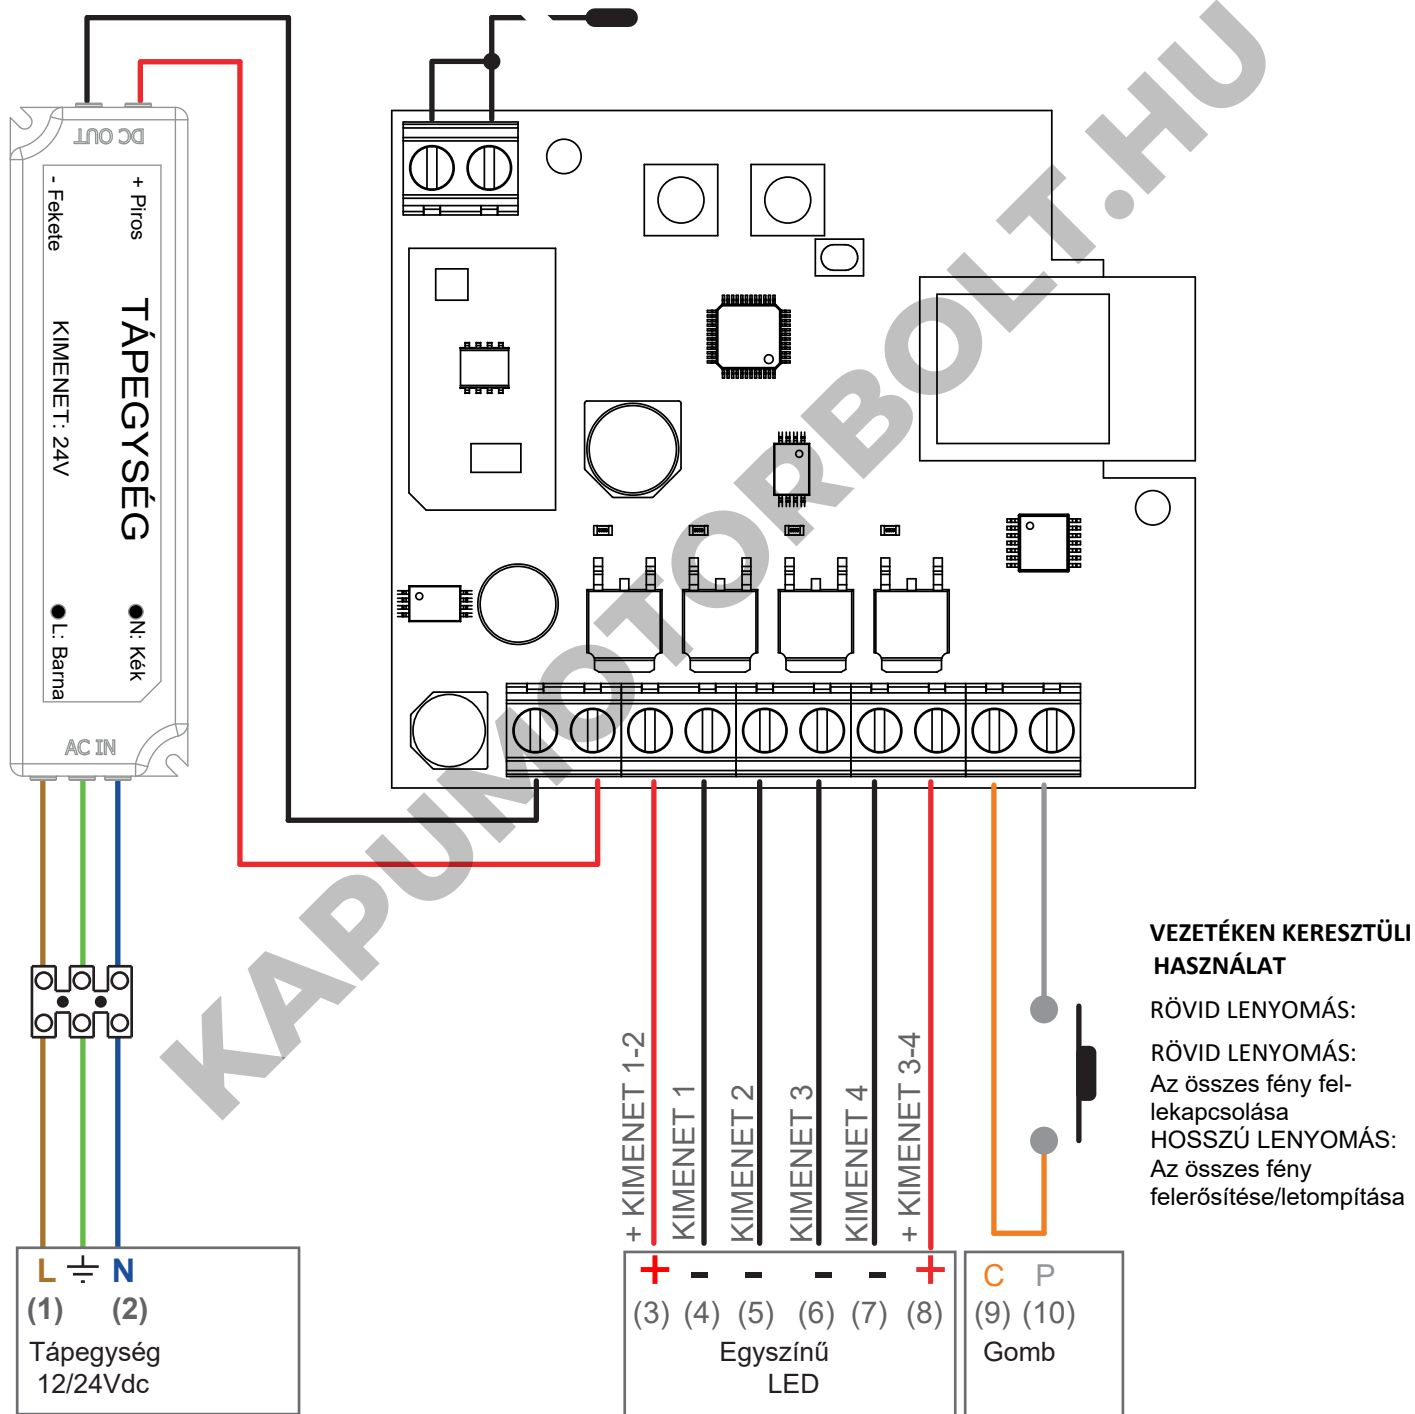 DC OUT
+ Piros
- Fekete
TÁPEGYSÉG
KIMENET: 24V
N: Kék
L: Barna
AC IN
KAPUMOTORBOLT.HU
VEZETÉKEN KERESZTÜLI
HASZNÁLAT
RÖVID LENYOMÁS:
RÖVID LENYOMÁS:
Az összes fény fel-
lekapcsolása
HOSSZÚ LENYOMÁS:
Az összes fény
felerősítése/letompítása
+ KIMENET 1-2
KIMENET 1
KIMENET 2
KIMENET 3
KIMENET 4
+ KIMENET 3-4
L N
(1) (2)
Tápegység
12/24Vdc
+ - - - - +
(3) (4) (5) (6) (7) (8)
Egyszínű
LED
C P
(9) (10)
Gomb